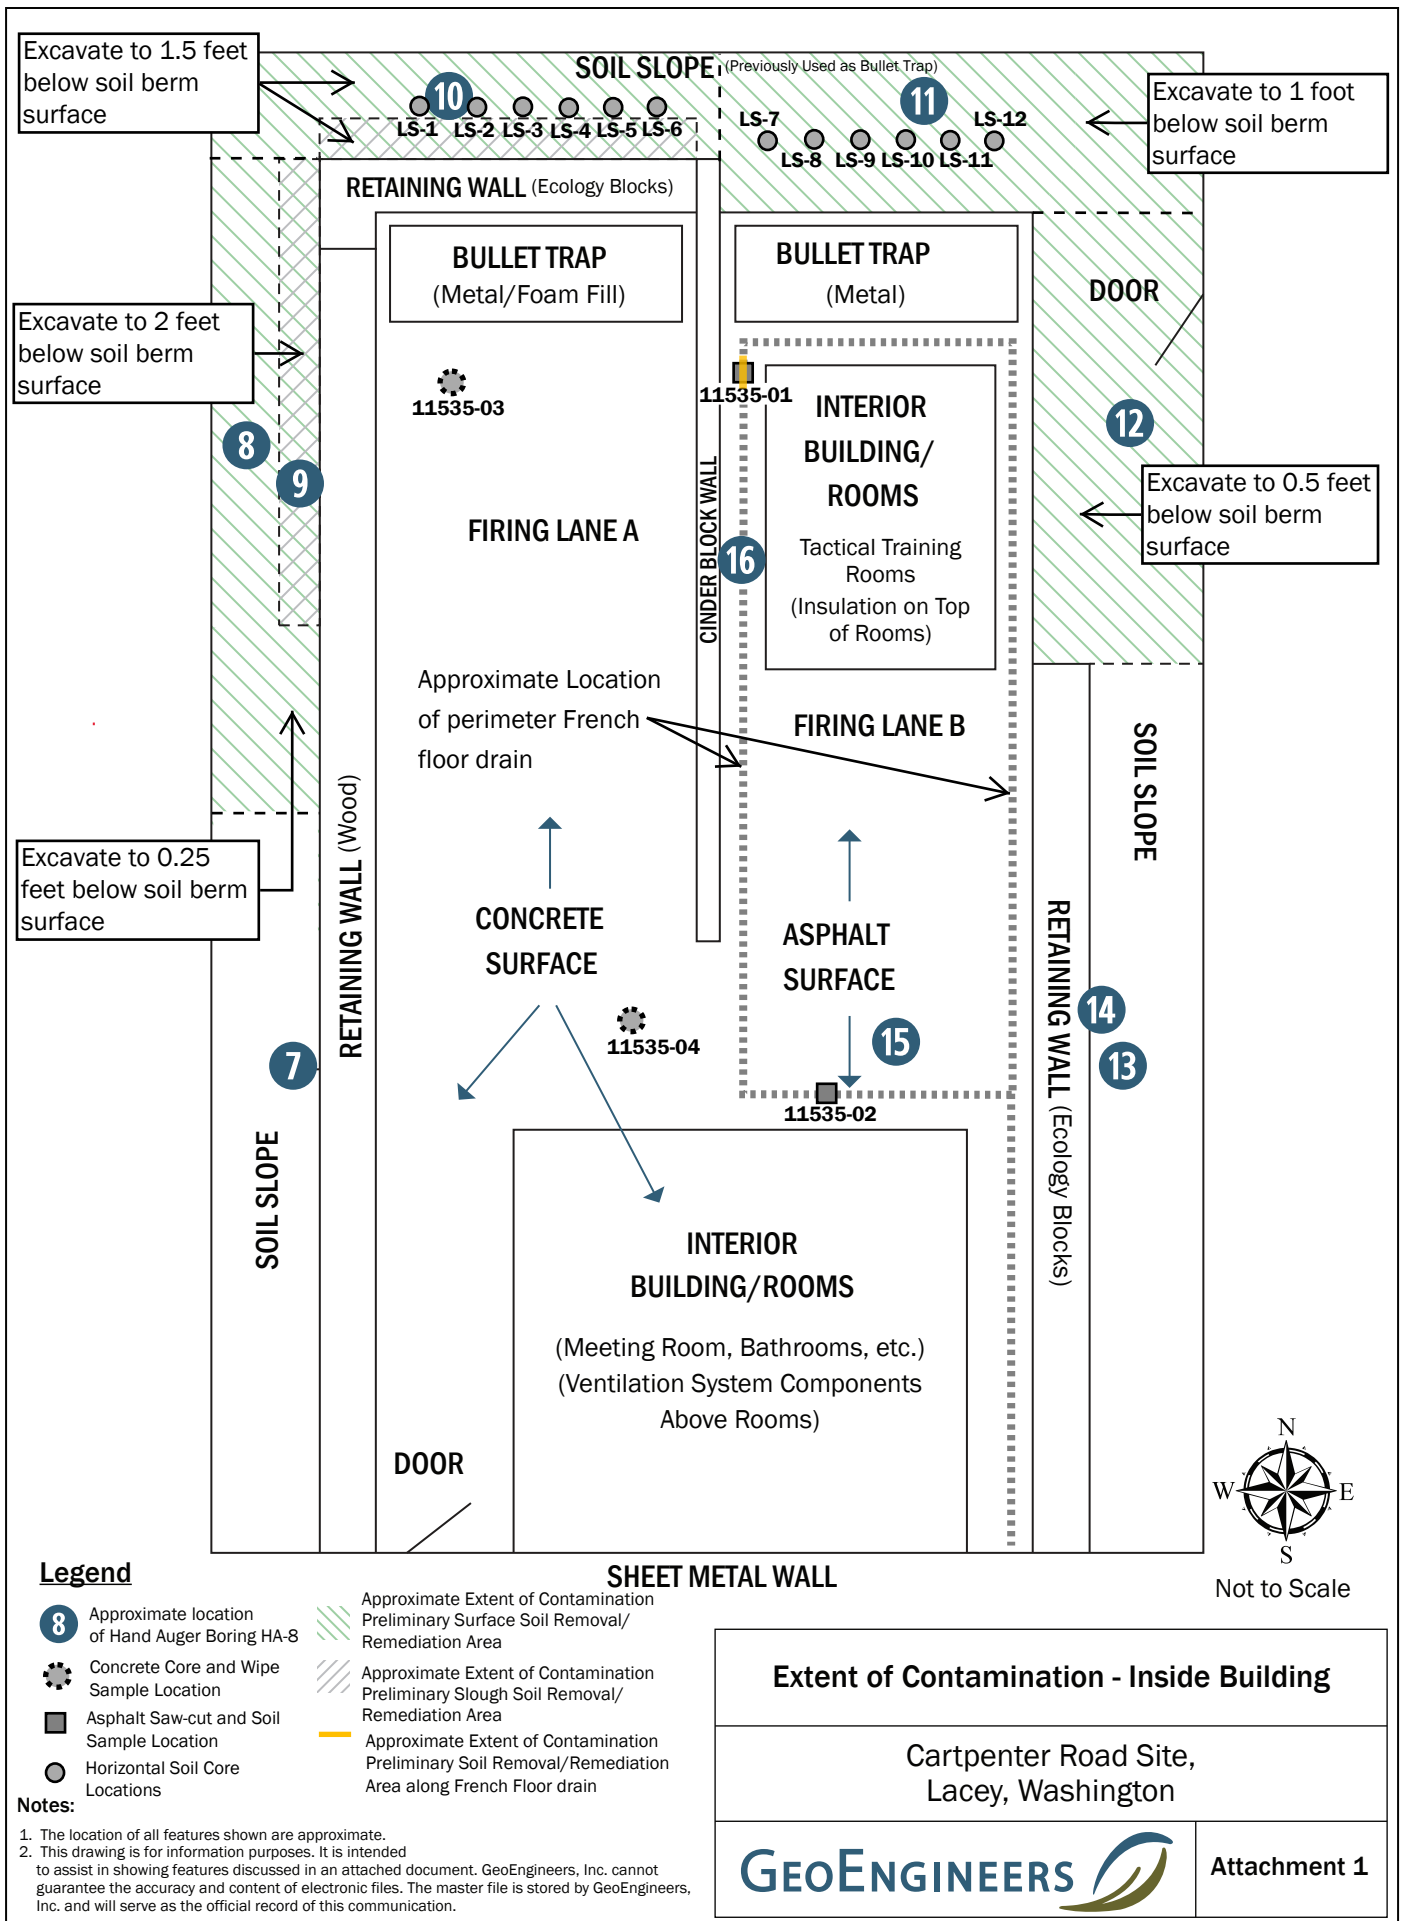 Excavate to 1.5 feet
below soil berm
surface
SOIL SLOPE (Previously Used as Bullet Trap)
10
11
LS-1 LS-2 LS-3 LS-4 LS-5 LS-6
LS-7
LS-12
LS-8 LS-9 LS-10 LS-11
Excavate to 1 foot
below soil berm
surface
RETAINING WALL (Ecology Blocks)
BULLET TRAP
(Metal/Foam Fill)
BULLET TRAP
(Metal)
DOOR
Excavate to 2 feet
below soil berm
surface
11535-03
11535-01
8
9
12
FIRING LANE A
CINDER BLOCK WALL
16
INTERIOR
BUILDING/
ROOMS
Tactical Training
Rooms
(Insulation on Top
of Rooms)
Excavate to 0.5 feet
below soil berm
surface
Approximate Location
of perimeter French
floor drain
FIRING LANE B
SOIL SLOPE
Excavate to 0.25
feet below soil berm
surface
RETAINING WALL (Wood)
CONCRETE
SURFACE
ASPHALT
SURFACE
RETAINING WALL (Ecology Blocks)
14
13
15
7
11535-04
11535-02
SOIL SLOPE
INTERIOR
BUILDING/ROOMS
(Meeting Room, Bathrooms, etc.)
(Ventilation System Components
Above Rooms)
DOOR
SHEET METAL WALL
N
W
E
S
Not to Scale
Legend
8
Approximate location
of Hand Auger Boring HA-8
Concrete Core and Wipe
Sample Location
Asphalt Saw-cut and Soil
Sample Location
Horizontal Soil Core
Locations
Approximate Extent of Contamination
Preliminary Surface Soil Removal/
Remediation Area
Approximate Extent of Contamination
Preliminary Slough Soil Removal/
Remediation Area
Approximate Extent of Contamination
Preliminary Soil Removal/Remediation
Area along French Floor drain
Notes:
1. The location of all features shown are approximate.
2. This drawing is for information purposes. It is intended
to assist in showing features discussed in an attached document. GeoEngineers, Inc. cannot
guarantee the accuracy and content of electronic files. The master file is stored by GeoEngineers,
Inc. and will serve as the official record of this communication.
Extent of Contamination - Inside Building
Cartpenter Road Site,
Lacey, Washington
GEOENGINEERS
Attachment 1